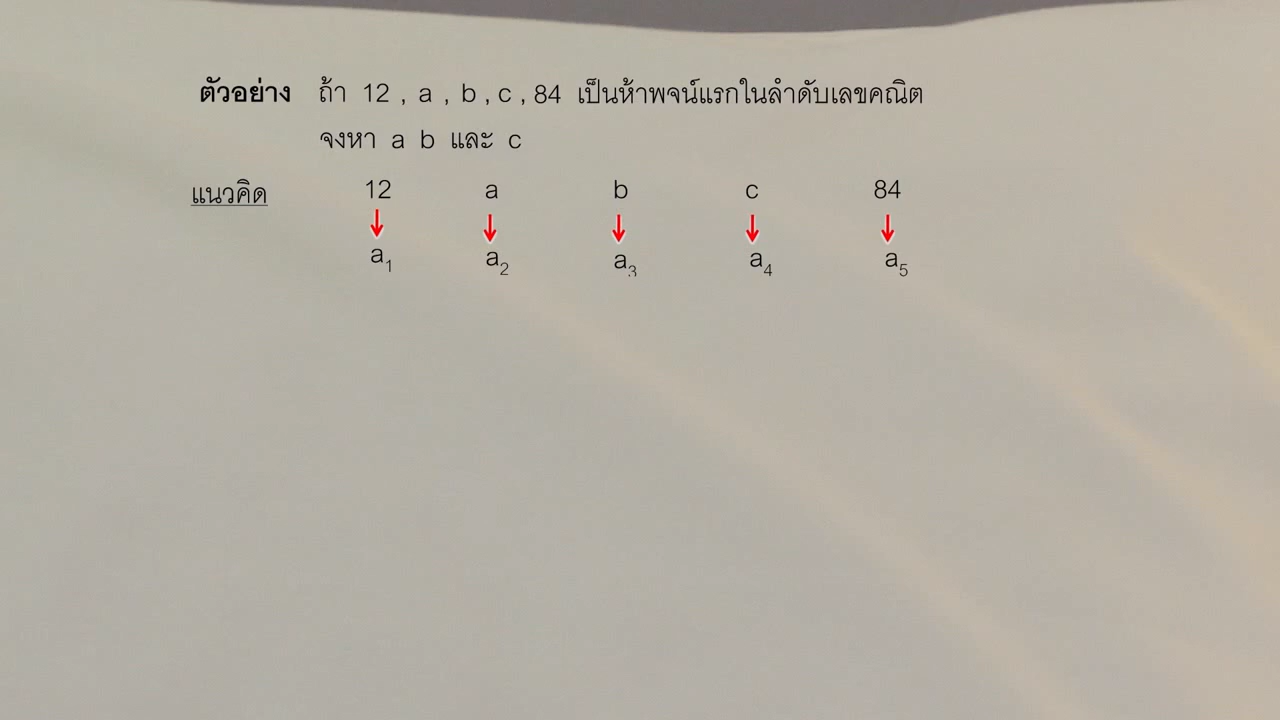 ตัวอย่าง ถ้า 12 , a , b , c , 84 เป็นห้าพจน์แรกในลำดับเลขคณิต
จงหา a b และ c
แนวคิด 12 a b c 84
a₁ a₂ a₃ a₄ a₅